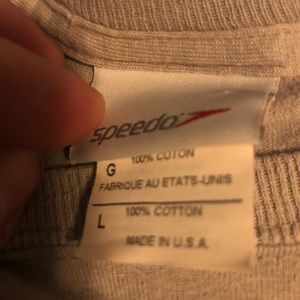 speedo
G 100% COTON
FABRIQUE AU ETATS-UNIS
L 100% COTTON
MADE IN U.S.A.